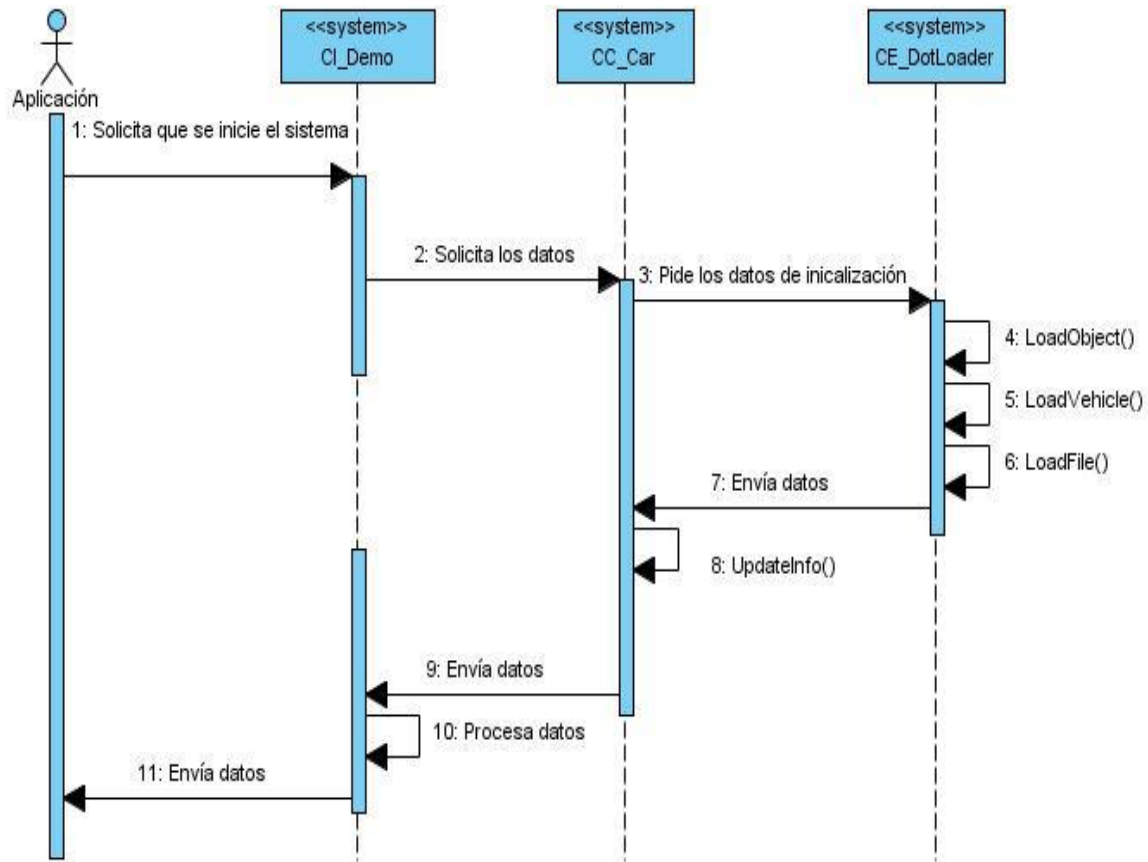 <<system>>
CI_Demo
<<system>>
CC_Car
<<system>>
CE_DotLoader
Aplicación
1: Solicita que se inicie el sistema
2: Solicita los datos
3: Pide los datos de inicalización
4: LoadObject()
5: LoadVehicle()
6: LoadFile()
7: Envía datos
8: UpdateInfo()
9: Envía datos
10: Procesa datos
11: Envía datos